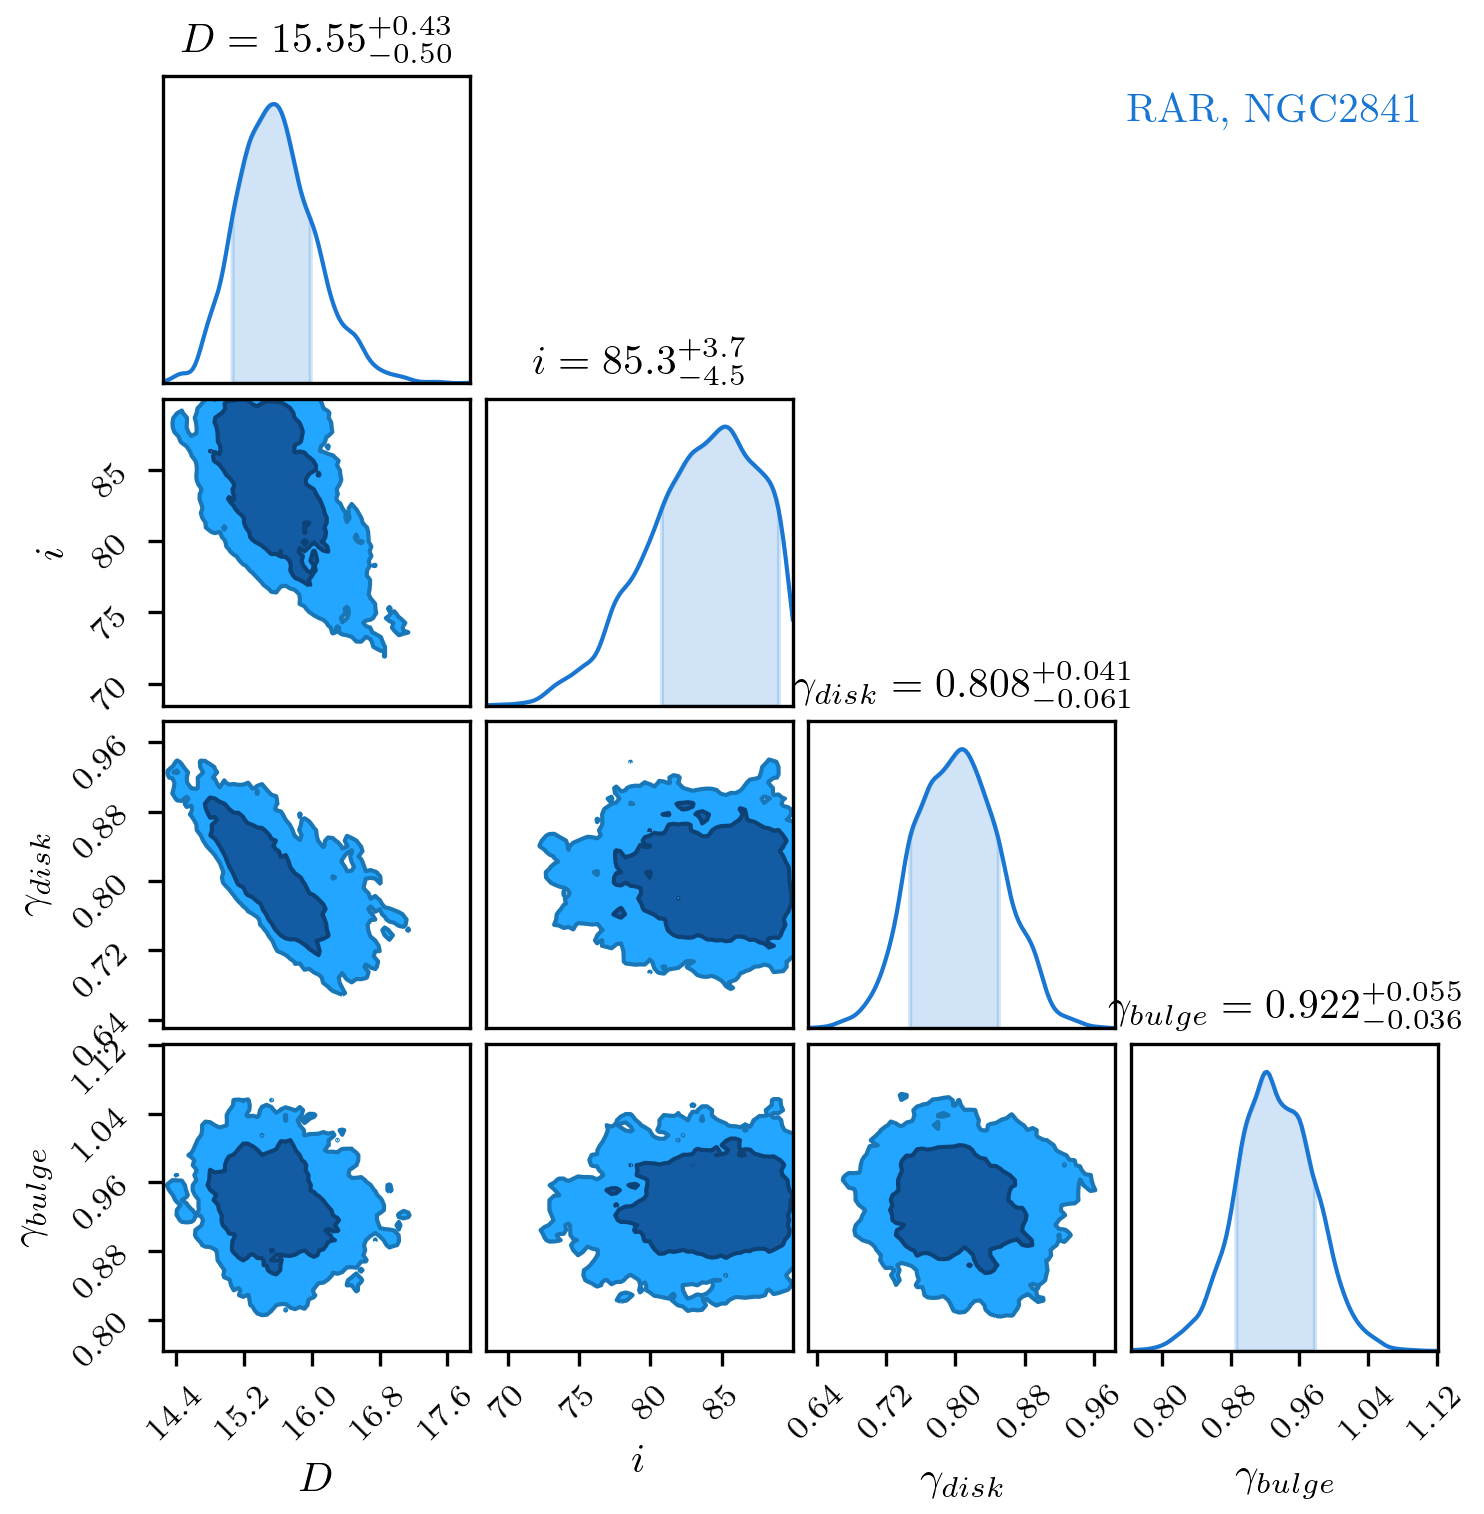 D = 15.55^{+0.43}_{-0.50}
RAR, NGC2841
i = 85.3^{+3.7}_{-4.5}
85
80
75
70
i
γ_{disk} = 0.808^{+0.041}_{-0.061}
0.96
0.88
0.80
0.72
0.64
γ_{disk}
γ_{bulge} = 0.922^{+0.055}_{-0.036}
1.12
1.04
0.96
0.88
0.80
γ_{bulge}
14.4 15.2 16.0 16.8 17.6
D
70 75 80 85
i
0.64 0.72 0.80 0.88 0.96
γ_{disk}
0.80 0.88 0.96 1.04 1.12
γ_{bulge}